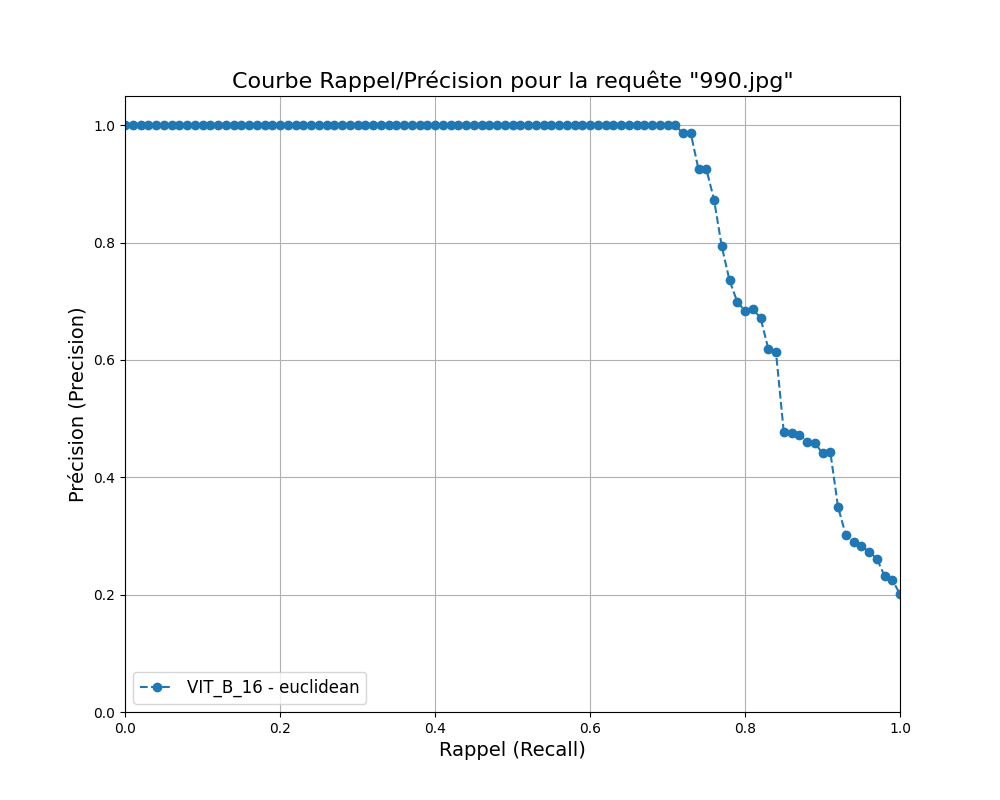 Courbe Rappel/Précision pour la requête "990.jpg"
1.0
0.8
0.6
0.4
0.2
0.0
Précision (Precision)
VIT_B_16 - euclidean
0.0 0.2 0.4 0.6 0.8 1.0
Rappel (Recall)